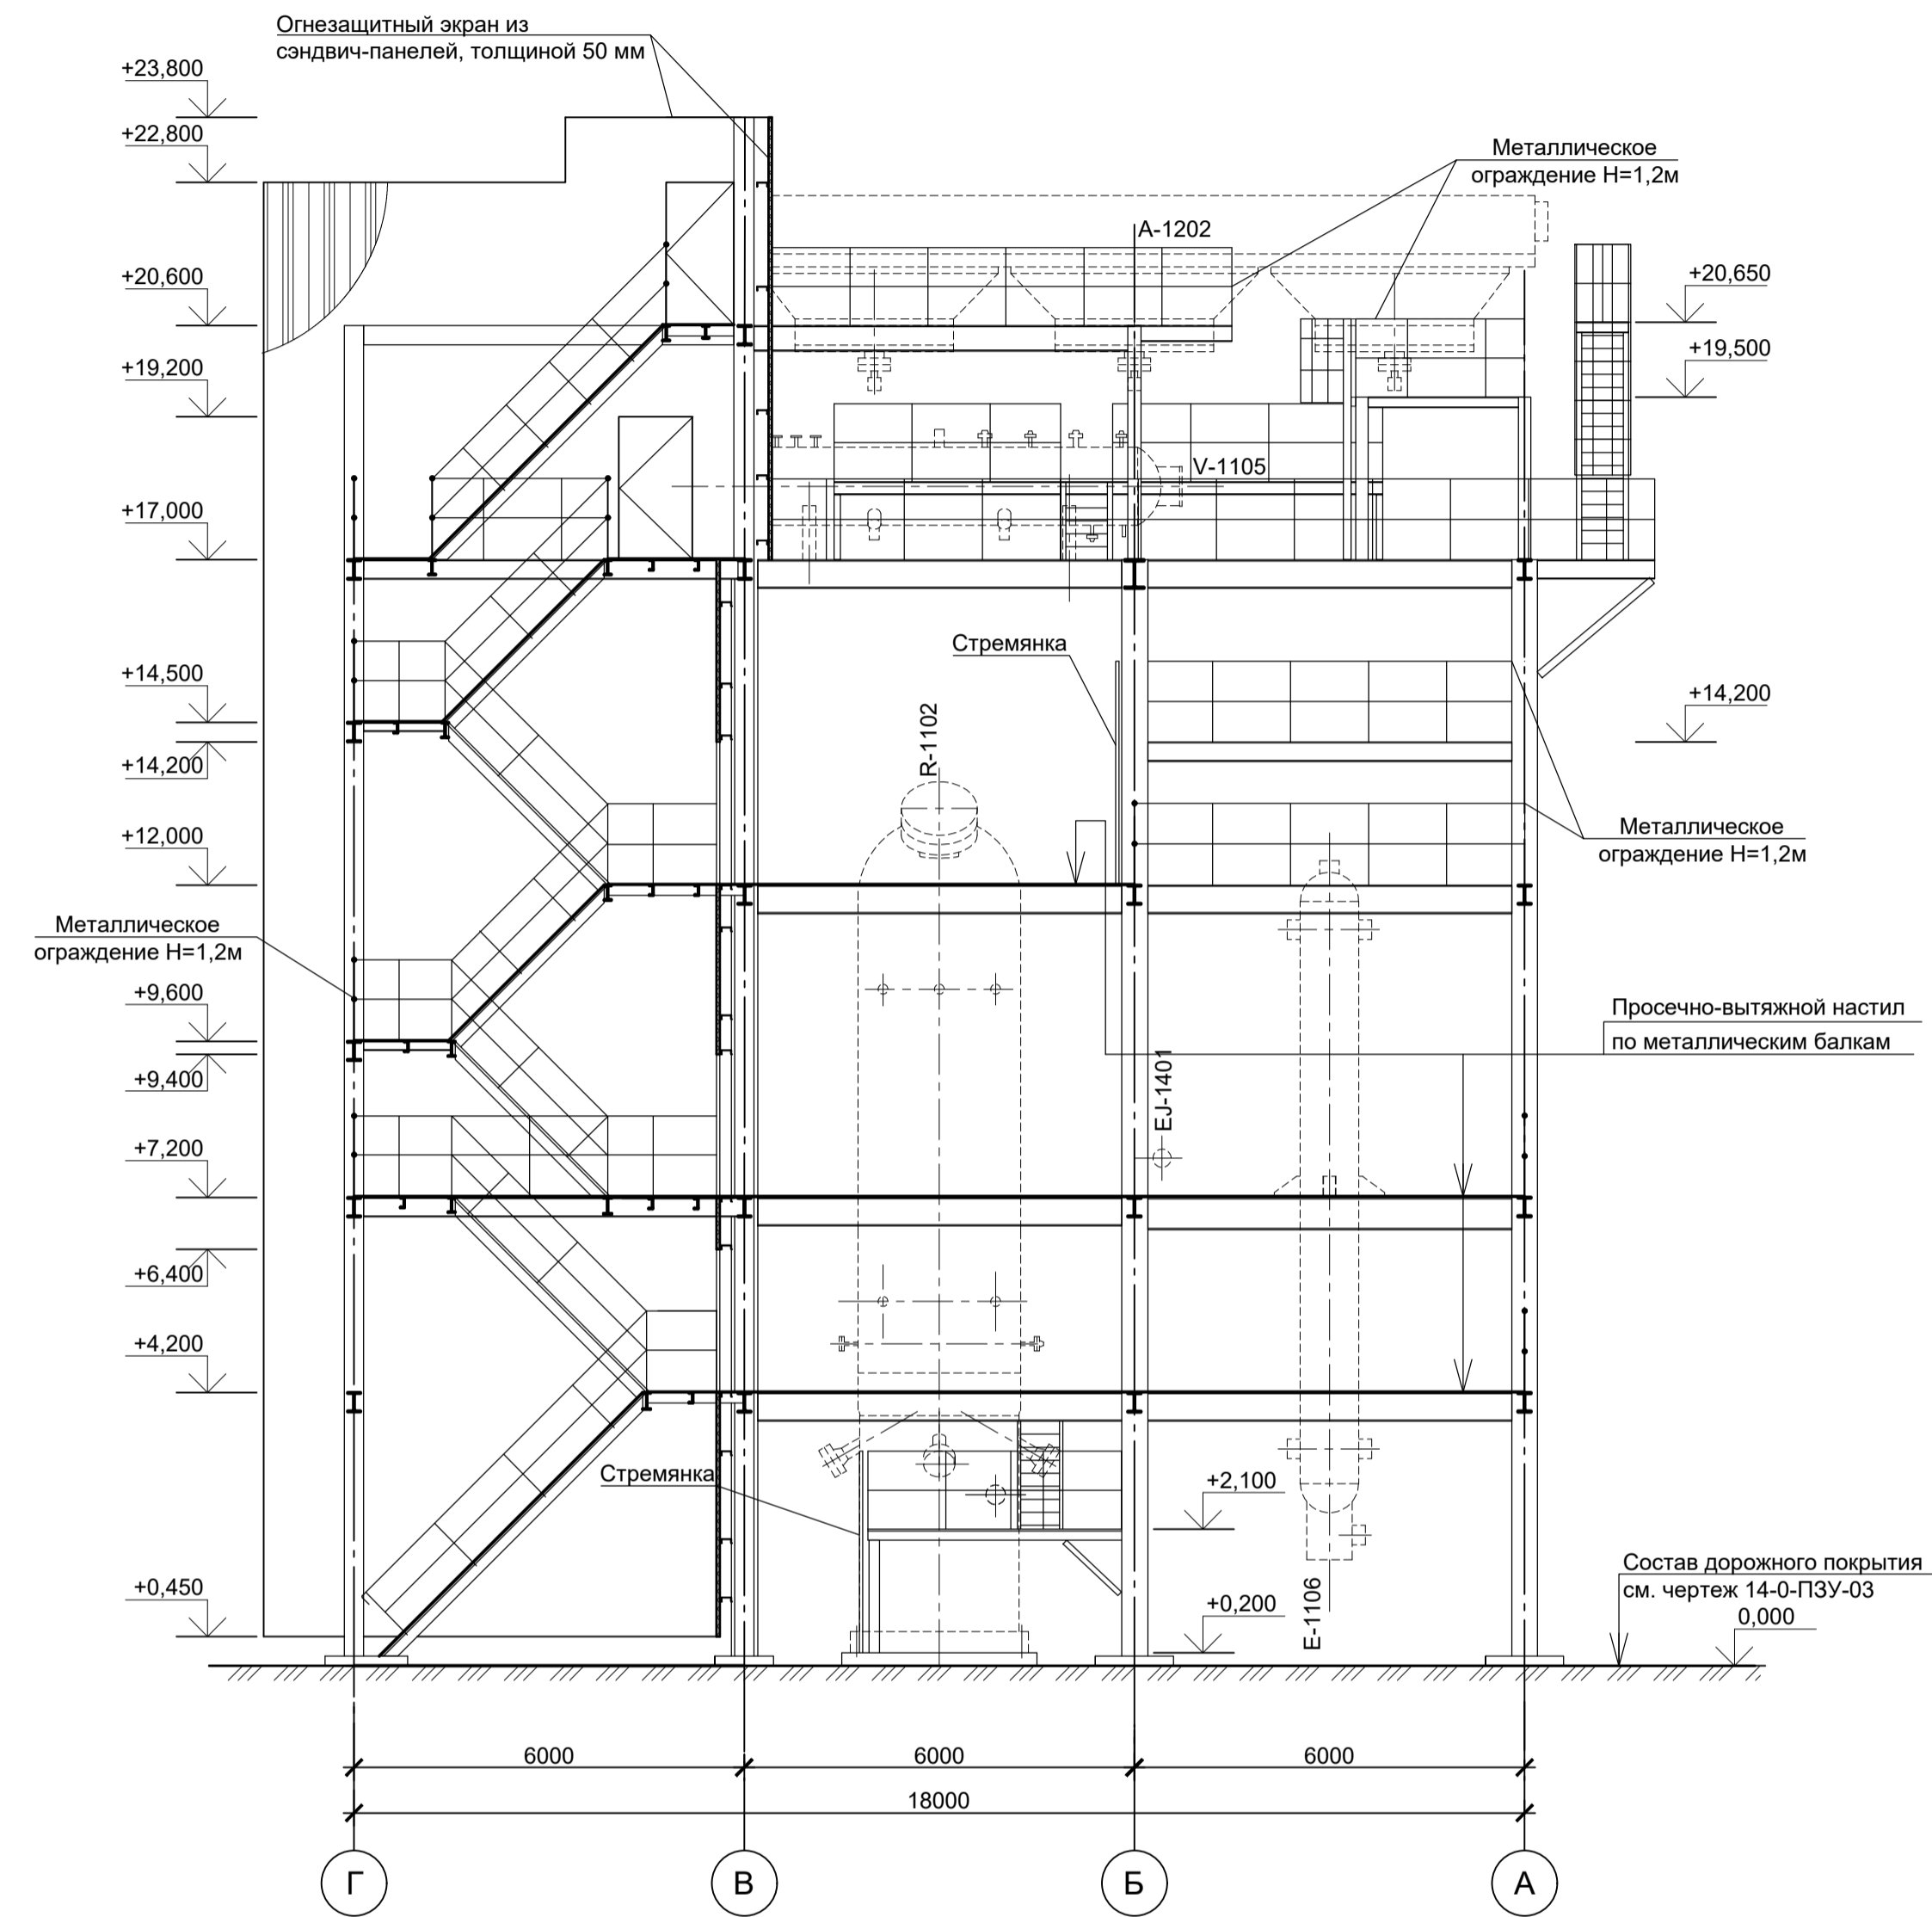 Огнезащитный экран из
сэндвич-панелей, толщиной 50 мм
+23,800
+22,800
Металлическое
ограждение H=1,2м
A-1202
+20,600
+20,650
+19,500
+19,200
V-1105
+17,000
Стремянка
+14,500
+14,200
+14,200
R-1102
+12,000
Металлическое
ограждение H=1,2м
Металлическое
ограждение H=1,2м
+9,600
Просечно-вытяжной настил
по металлическим балкам
+9,400
EJ-1401
+7,200
+6,400
+4,200
Стремянка
+2,100
+0,450
+0,200
E-1106
Состав дорожного покрытия
см. чертеж 14-0-ПЗУ-03
0,000
6000
6000
6000
18000
Г
В
Б
А